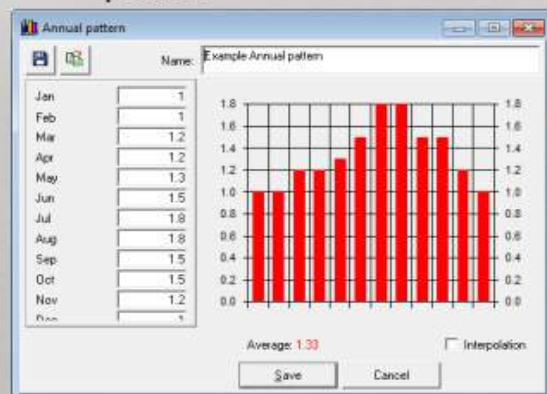 Annual pattern
Name: Example Annual pattern
Jan 1
Feb 1
Mar 1.2
Apr 1.2
May 1.3
Jun 1.5
Jul 1.8
Aug 1.8
Sep 1.5
Oct 1.5
Nov 1.2
Dec 1
1.8 1.8
1.6 1.6
1.4 1.4
1.2 1.2
1.0 1.0
0.8 0.8
0.6 0.6
0.4 0.4
0.2 0.2
0.0 0.0
Average: 1.33
Interpolation
Save Cancel